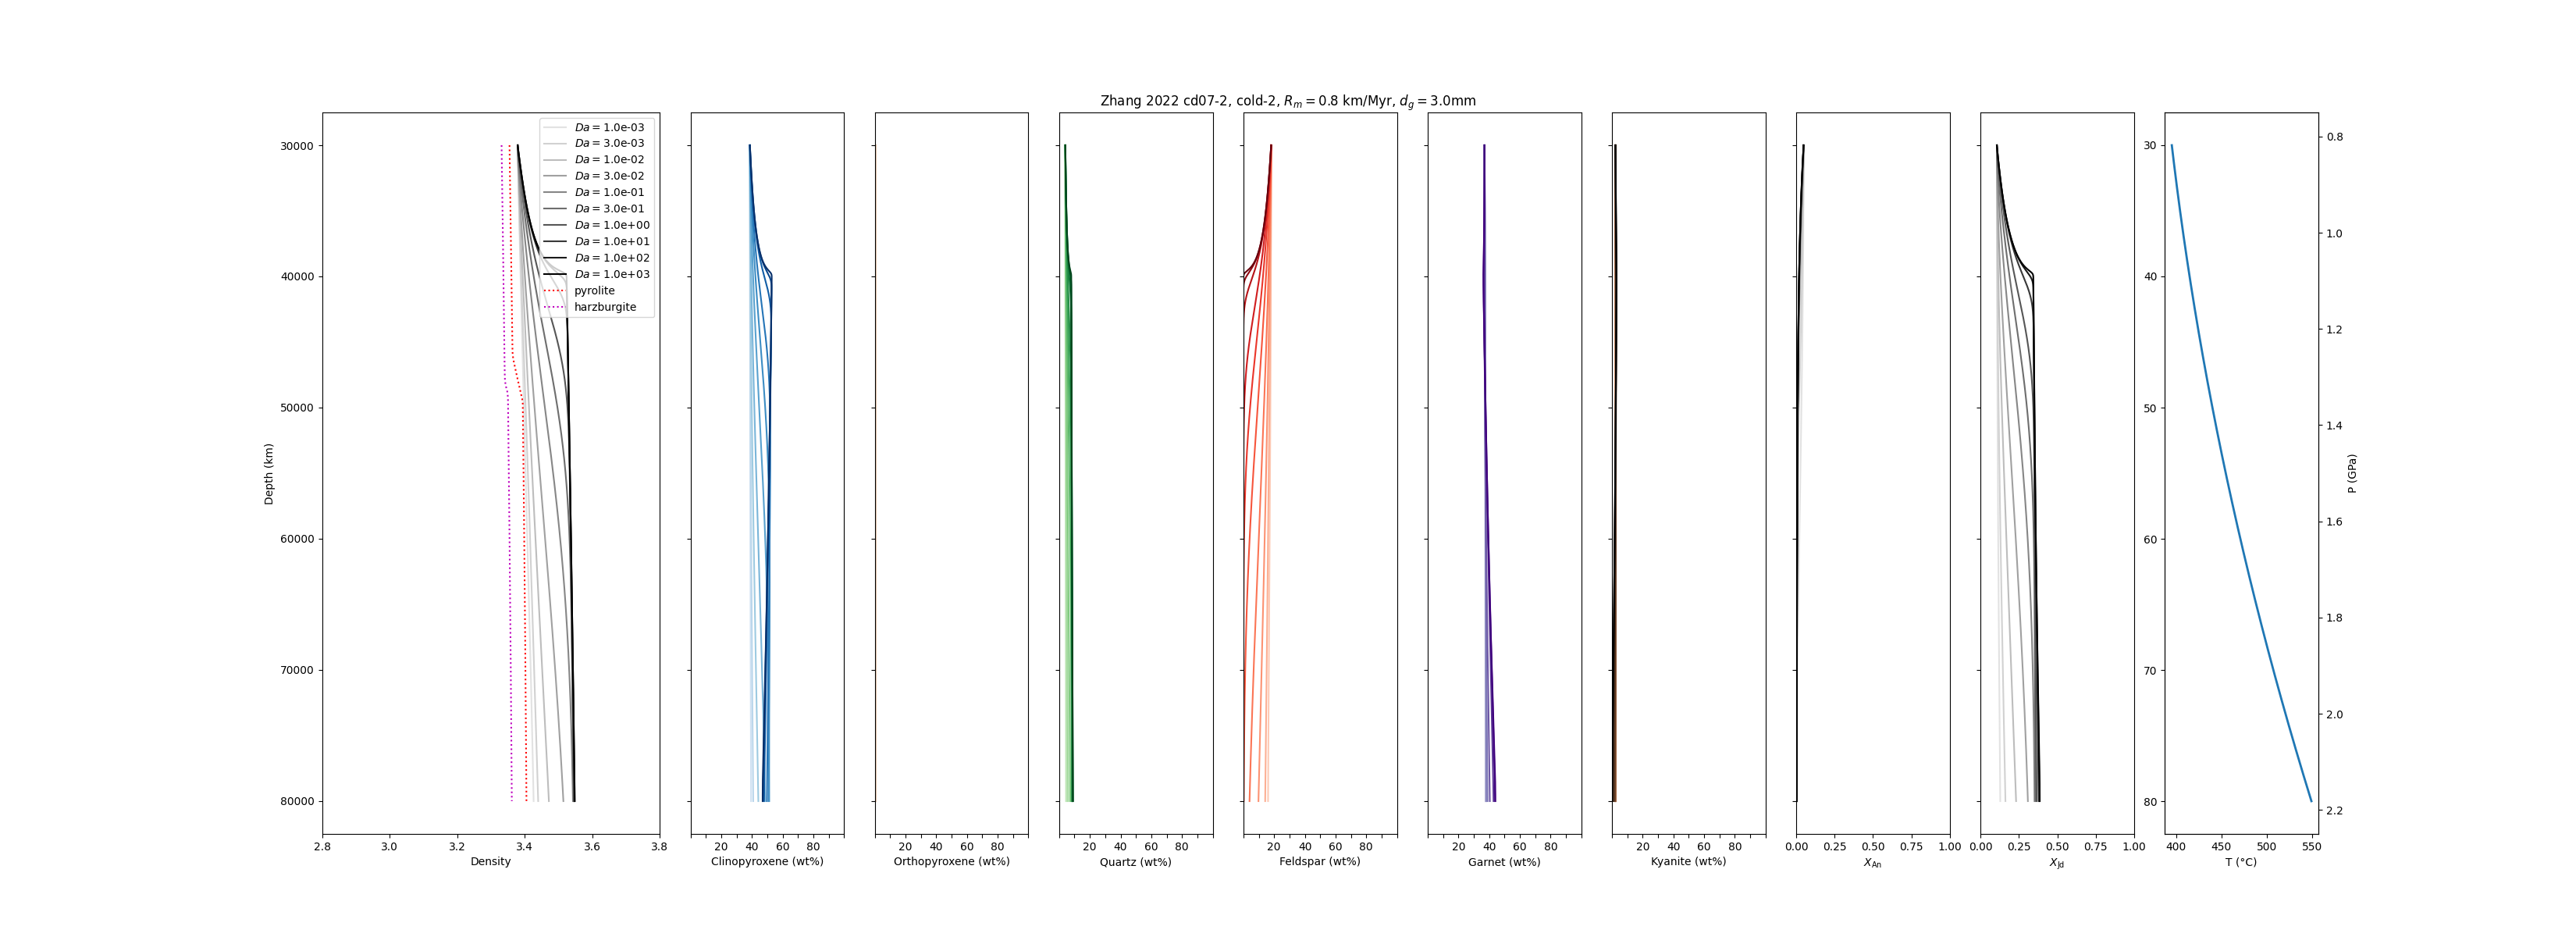 Zhang 2022 cd07-2, cold-2, Rm = 0.8 km/Myr, dg = 3.0mm
Da = 1.0e-03
Da = 3.0e-03
Da = 1.0e-02
Da = 3.0e-02
Da = 1.0e-01
Da = 3.0e-01
Da = 1.0e+00
Da = 1.0e+01
Da = 1.0e+02
Da = 1.0e+03
pyrolite
harzburgite
Depth (km)
30000
40000
50000
60000
70000
80000
2.8 3.0 3.2 3.4 3.6 3.8
Density
20 40 60 80
Clinopyroxene (wt%)
20 40 60 80
Orthopyroxene (wt%)
20 40 60 80
Quartz (wt%)
20 40 60 80
Feldspar (wt%)
20 40 60 80
Garnet (wt%)
20 40 60 80
Kyanite (wt%)
0.00 0.25 0.50 0.75 1.00
XAn
0.00 0.25 0.50 0.75 1.00
XJd
30
40
50
60
70
80
400 450 500 550
T (°C)
0.8
1.0
1.2
1.4
1.6
1.8
2.0
2.2
P (GPa)